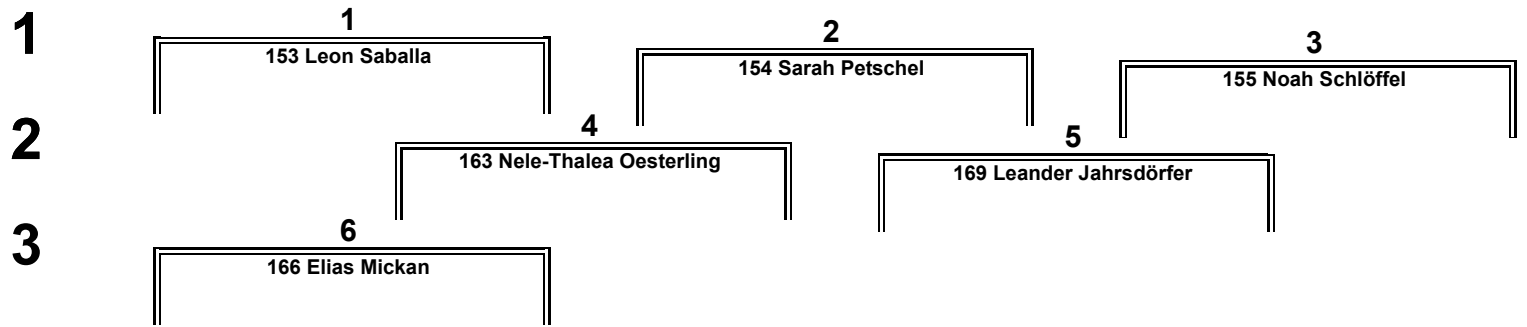 1
1
153 Leon Saballa
2
154 Sarah Petschel
3
155 Noah Schlöffel
2
4
163 Nele-Thalea Oesterling
5
169 Leander Jahrsdörfer
3
6
166 Elias Mickan